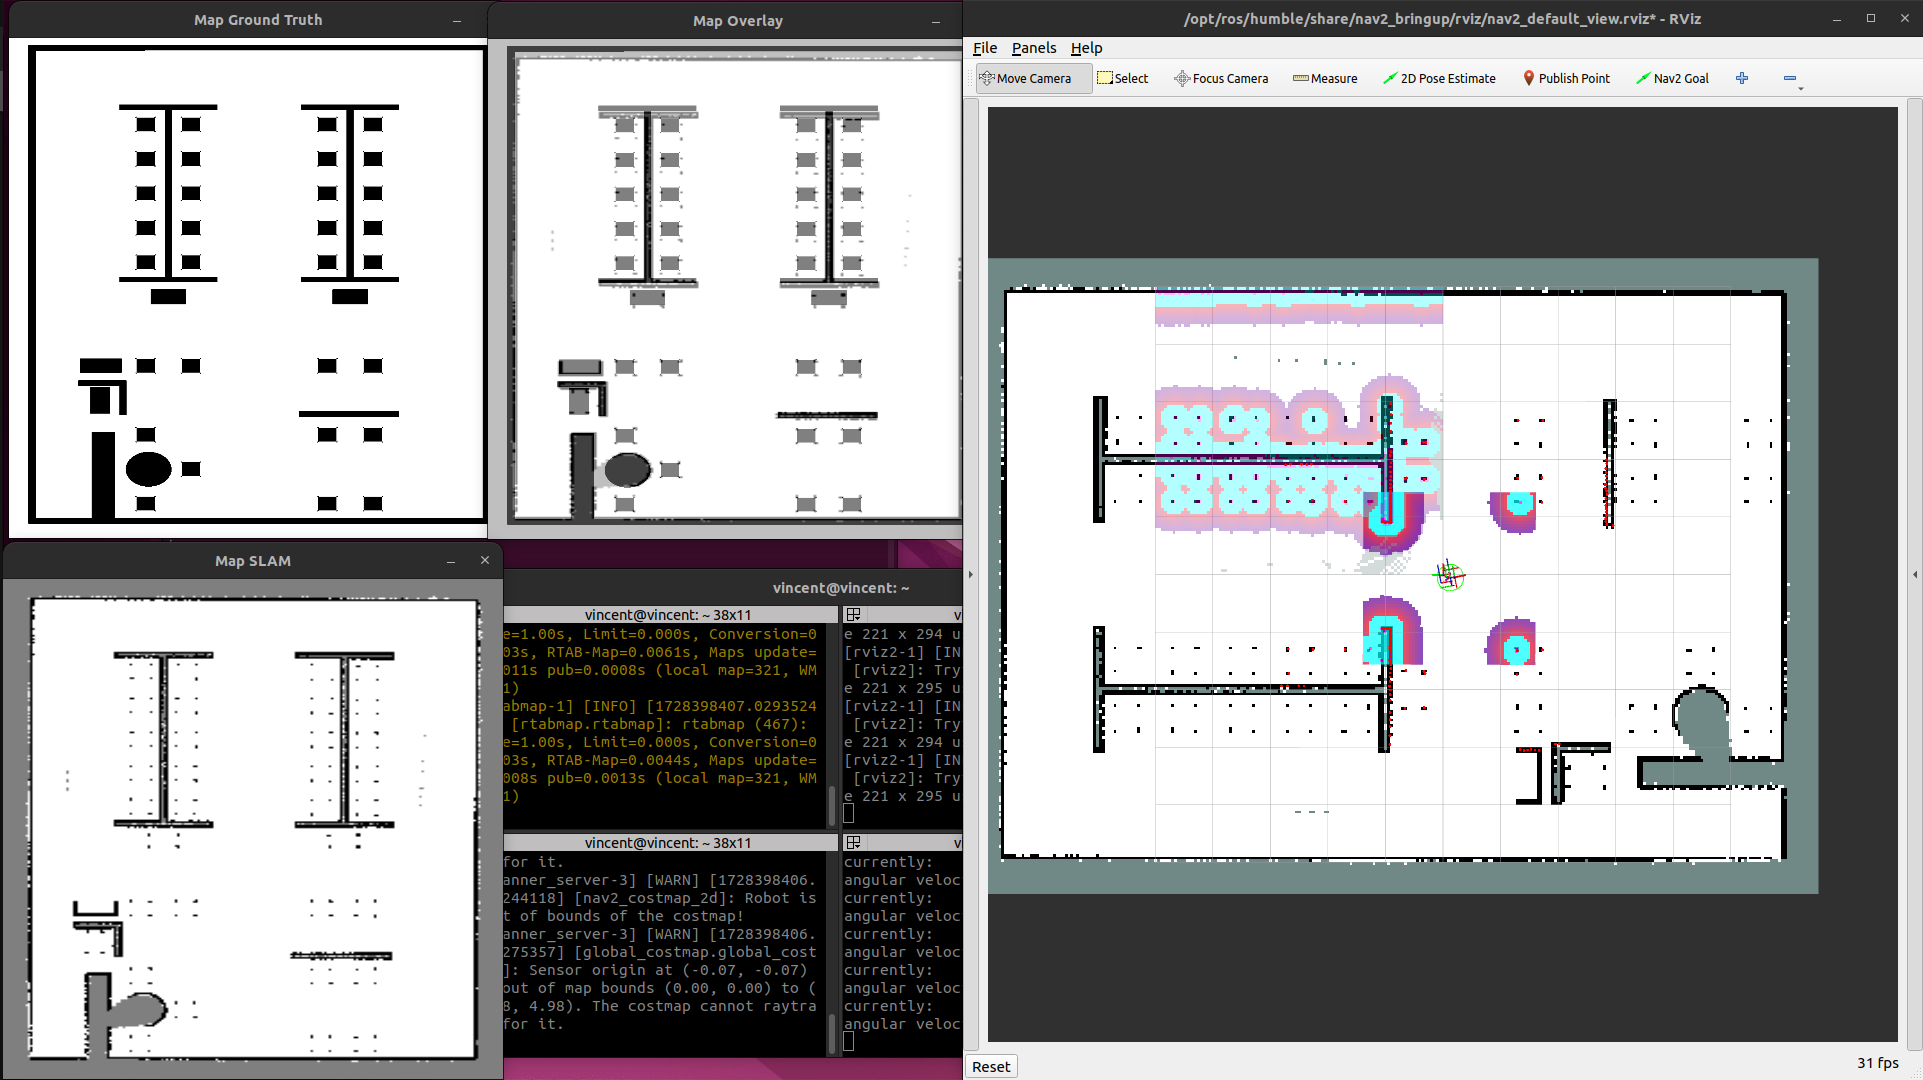 Map Ground Truth
Map Overlay
/opt/ros/humble/share/nav2_bringup/rviz/nav2_default_view.rviz* - RViz
File Panels Help
Move Camera Select Focus Camera Measure 2D Pose Estimate Publish Point Nav2 Goal
Map SLAM
vincent@vincent: ~
vincent@vincent: ~ 38x11
e=1.00s, Limit=0.000s, Conversion=0
03s, RTAB-Map=0.0061s, Maps update=
011s pub=0.0008s (local map=321, WM
1)
abmap-1] [INFO] [1728398407.0293524
[rtabmap.rtabmap]: rtabmap (467):
e=1.00s, Limit=0.000s, Conversion=0
03s, RTAB-Map=0.0044s, Maps update=
008s pub=0.0013s (local map=321, WM
1)
v
e 221 x 294 u
[rviz2-1] [IN
[rviz2]: Try
e 221 x 295 u
[rviz2-1] [IN
[rviz2]: Try
e 221 x 294 u
[rviz2-1] [IN
[rviz2]: Try
e 221 x 295 u
vincent@vincent: ~ 38x11
for it.
anner_server-3] [WARN] [1728398406.
244118] [nav2_costmap_2d]: Robot is
t of bounds of the costmap!
anner_server-3] [WARN] [1728398406.
275357] [global_costmap.global_cost
]: Sensor origin at (-0.07, -0.07)
out of map bounds (0.00, 0.00) to (
8, 4.98). The costmap cannot raytra
for it.
v
currently:
angular veloc
currently:
angular veloc
currently:
angular veloc
currently:
angular veloc
currently:
angular veloc
Reset
31 fps